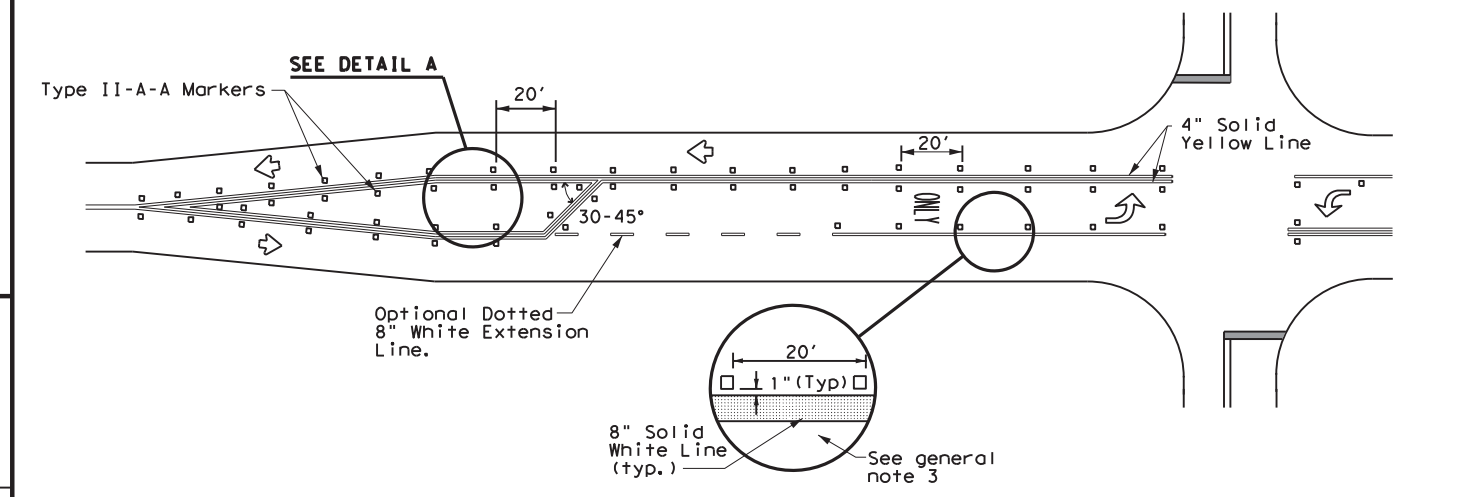 SEE DETAIL A
Type II-A-A Markers
20'
20'
4" Solid
Yellow Line
ONLY
30-45°
Optional Dotted
8" White Extension
Line.
20'
1"(Typ)
8" Solid
White Line
(typ.)
See general
note 3